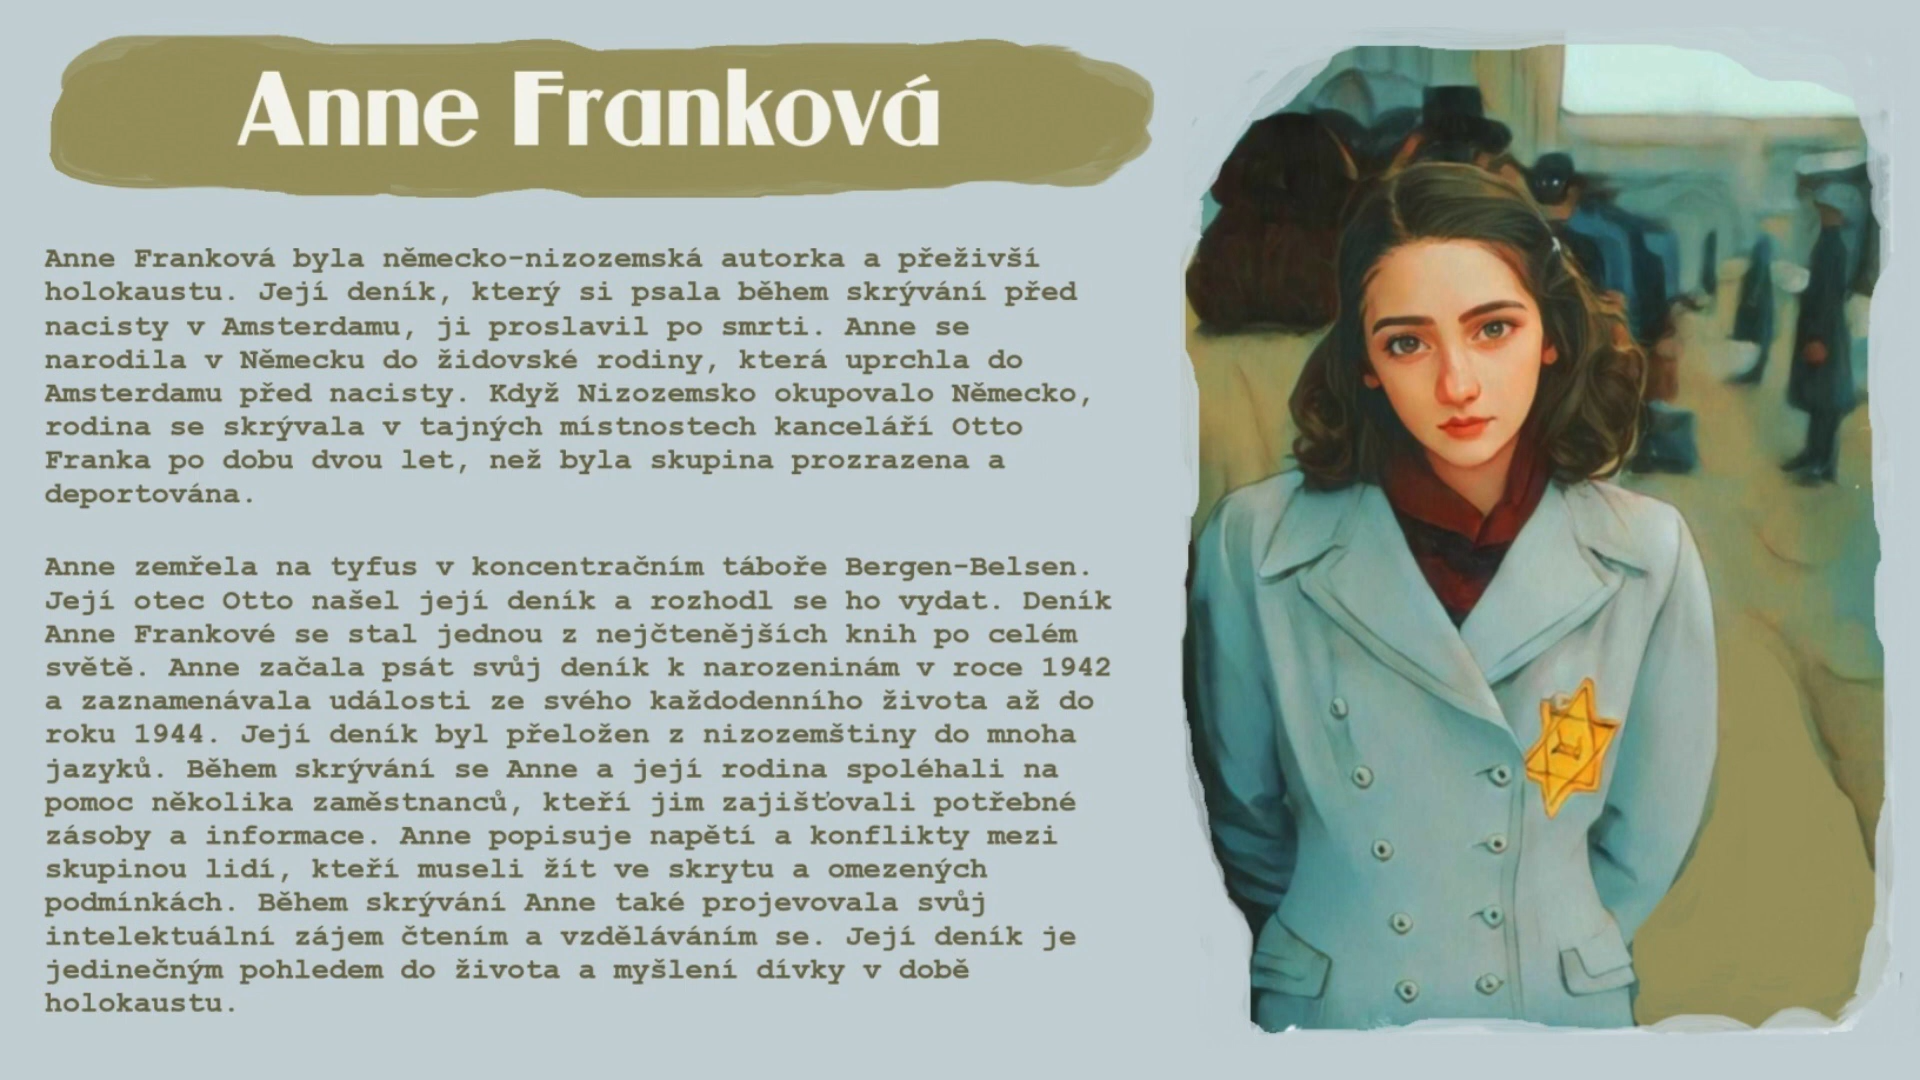 Anne Franková
Anne Franková byla německo-nizozemská autorka a přeživší
holokaustu. Její deník, který si psala během skrývání před
nacisty v Amsterdamu, ji proslavil po smrti. Anne se
narodila v Německu do židovské rodiny, která uprchla do
Amsterdamu před nacisty. Když Nizozemsko okupovalo Německo,
rodina se skrývala v tajných místnostech kanceláří Otto
Franka po dobu dvou let, než byla skupina prozrazena a
deportována.
Anne zemřela na tyfus v koncentračním táboře Bergen-Belsen.
Její otec Otto našel její deník a rozhodl se ho vydat. Deník
Anne Frankové se stal jednou z nejčtenějších knih po celém
světě. Anne začala psát svůj deník k narozeninám v roce 1942
a zaznamenávala události ze svého každodenního života až do
roku 1944. Její deník byl přeložen z nizozemštiny do mnoha
jazyků. Během skrývání se Anne a její rodina spoléhali na
pomoc několika zaměstnanců, kteří jim zajišťovali potřebné
zásoby a informace. Anne popisuje napětí a konflikty mezi
skupinou lidí, kteří museli žít ve skrytu a omezených
podmínkách. Během skrývání Anne také projevovala svůj
intelektuální zájem čtením a vzděláváním se. Její deník je
jedinečným pohledem do života a myšlení dívky v době
holokaustu.